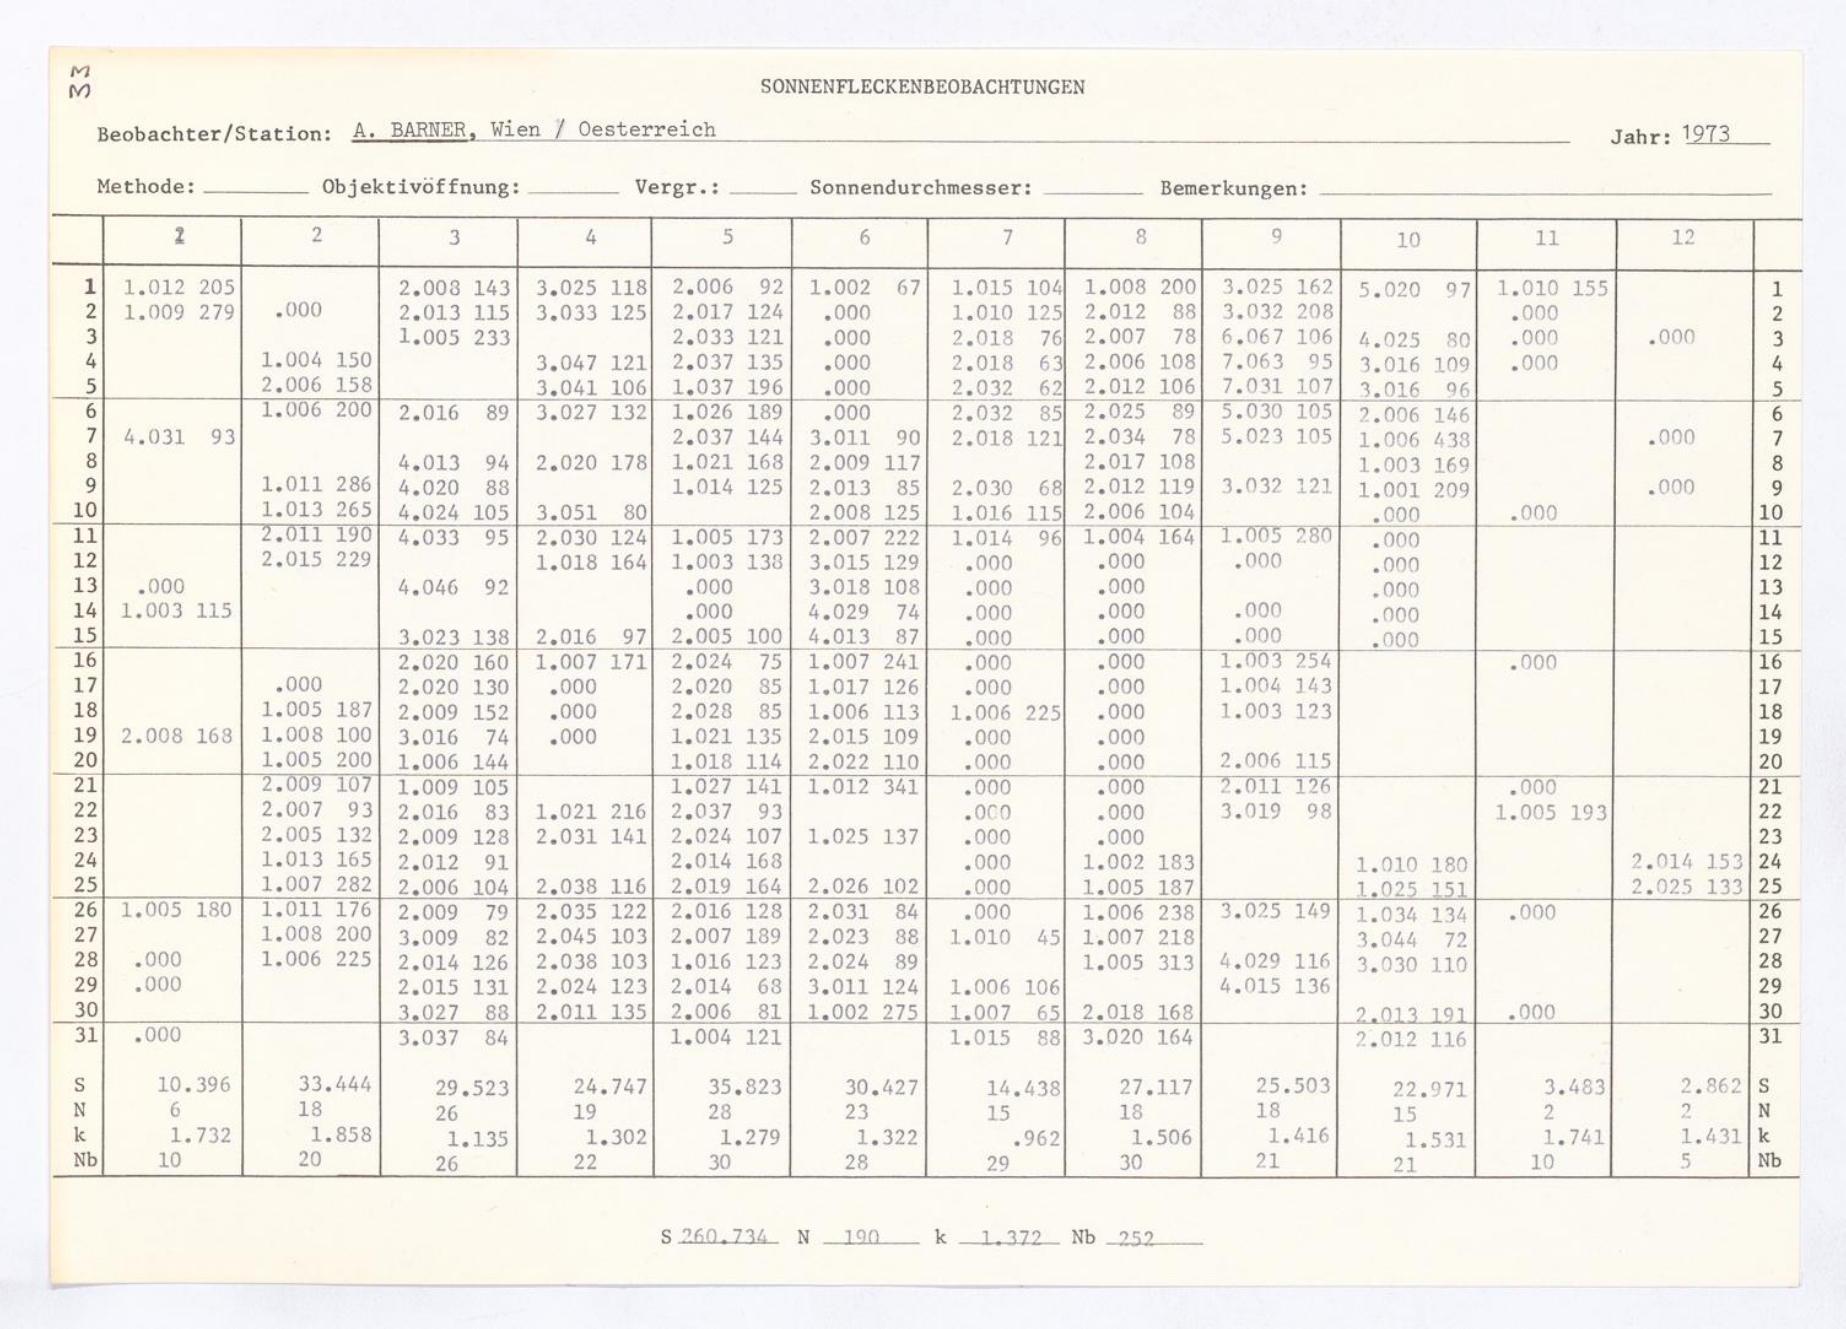 33
SONNENFLECKENBEOBACHTUNGEN
Beobachter/Station: A. BARNER, Wien / Oesterreich Jahr: 1973
Methode: Objektivöffnung: Vergr.: Sonnendurchmesser: Bemerkungen:
1 2 3 4 5 6 7 8 9 10 11 12
1 1.012 205 2.008 143 3.025 118 2.006 92 1.002 67 1.015 104 1.008 200 3.025 162 5.020 97 1.010 155 1
2 1.009 279 .000 2.013 115 3.033 125 2.017 124 .000 1.010 125 2.012 88 3.032 208 .000 2
3 1.005 233 2.033 121 .000 2.018 76 2.007 78 6.067 106 4.025 80 .000 .000 3
4 1.004 150 3.047 121 2.037 135 .000 2.018 63 2.006 108 7.063 95 3.016 109 .000 4
5 2.006 158 3.041 106 1.037 196 .000 2.032 62 2.012 106 7.031 107 3.016 96 5
6 1.006 200 2.016 89 3.027 132 1.026 189 .000 2.032 85 2.025 89 5.030 105 2.006 146 6
7 4.031 93 2.037 144 3.011 90 2.018 121 2.034 78 5.023 105 1.006 438 .000 7
8 4.013 94 2.020 178 1.021 168 2.009 117 2.017 108 1.003 169 8
9 1.011 286 4.020 88 1.014 125 2.013 85 2.030 68 2.012 119 3.032 121 1.001 209 .000 9
10 1.013 265 4.024 105 3.051 80 2.008 125 1.016 115 2.006 104 .000 .000 10
11 2.011 190 4.033 95 2.030 124 1.005 173 2.007 222 1.014 96 1.004 164 1.005 280 .000 11
12 2.015 229 1.018 164 1.003 138 3.015 129 .000 .000 .000 .000 12
13 .000 4.046 92 .000 3.018 108 .000 .000 .000 13
14 1.003 115 .000 4.029 74 .000 .000 .000 .000 14
15 3.023 138 2.016 97 2.005 100 4.013 87 .000 .000 .000 .000 15
16 2.020 160 1.007 171 2.024 75 1.007 241 .000 .000 1.003 254 .000 16
17 .000 2.020 130 .000 2.020 85 1.017 126 .000 .000 1.004 143 17
18 1.005 187 2.009 152 .000 2.028 85 1.006 113 1.006 225 .000 1.003 123 18
19 2.008 168 1.008 100 3.016 74 .000 1.021 135 2.015 109 .000 .000 19
20 1.005 200 1.006 144 1.018 114 2.022 110 .000 .000 2.006 115 20
21 2.009 107 1.009 105 1.027 141 1.012 341 .000 .000 2.011 126 .000 21
22 2.007 93 2.016 83 1.021 216 2.037 93 .000 .000 3.019 98 1.005 193 22
23 2.005 132 2.009 128 2.031 141 2.024 107 1.025 137 .000 .000 23
24 1.013 165 2.012 91 2.014 168 .000 1.002 183 1.010 180 2.014 153 24
25 1.007 282 2.006 104 2.038 116 2.019 164 2.026 102 .000 1.005 187 1.025 151 2.025 133 25
26 1.005 180 1.011 176 2.009 79 2.035 122 2.016 128 2.031 84 .000 1.006 238 3.025 149 1.034 134 .000 26
27 1.008 200 3.009 82 2.045 103 2.007 189 2.023 88 1.010 45 1.007 218 3.044 72 27
28 .000 1.006 225 2.014 126 2.038 103 1.016 123 2.024 89 1.005 313 4.029 116 3.030 110 28
29 .000 2.015 131 2.024 123 2.014 68 3.011 124 1.006 106 4.015 136 29
30 3.027 88 2.011 135 2.006 81 1.002 275 1.007 65 2.018 168 2.013 191 .000 30
31 .000 3.037 84 1.004 121 1.015 88 3.020 164 2.012 116 31
S 10.396 33.444 29.523 24.747 35.823 30.427 14.438 27.117 25.503 22.971 3.483 2.862 S
N 6 18 26 19 28 23 15 18 18 15 2 2 N
k 1.732 1.858 1.135 1.302 1.279 1.322 .962 1.506 1.416 1.531 1.741 1.431 k
Nb 10 20 26 22 30 28 29 30 21 21 10 5 Nb
S 260.734 N 190 k 1.372 Nb 252